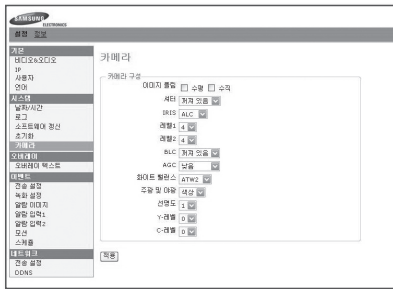 SAMSUNG
ELECTRONICS
설정 정보
기본
비디오&오디오
IP
사용자
언어
시스템
날짜/시간
로그
소프트웨어 갱신
초기화
카메라
오버레이
오버레이 텍스트
이벤트
전송 설정
녹화 설정
알람 이미지
알람 입력1
알람 입력2
모션
스케줄
네트워크
전송 설정
DDNS
카메라
카메라 구성
이미지 플립 수평 수직
셔터 꺼져 있음
IRIS ALC
레벨1 4
레벨2 4
BLC 꺼져 있음
AGC 낮음
화이트 밸런스 ATW2
주광 및 야광 색상
선명도 1
Y-레벨 0
C-레벨 0
적용